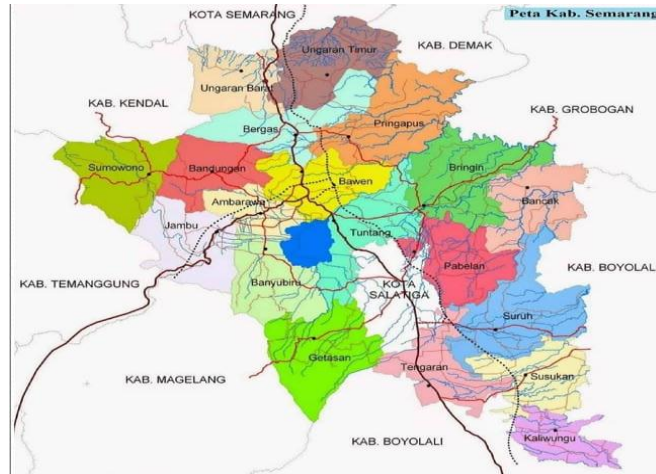 KOTA SEMARANG
Peta Kab. Semarang
Ungaran Timur
KAB. DEMAK
Ungaran Barat
KAB. KENDAL
Pringapus
KAB. GROBOGAN
Bergas
Bringin
Sumowono
Bandungan
Bawen
Bancak
Ambarawa
Jambu
Tuntang
Pabelan
KAB. BOYOLAL
KAB. TEMANGGUNG
Banyubiru
KOTA
SALATIGA
Suruh
Getasan
Tengaran
Susukan
KAB. MAGELANG
KAB. BOYOLALI
Kaliwungu